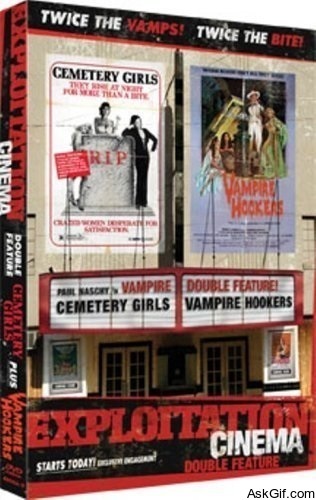 TWICE THE VAMPS! TWICE THE BITE!
CEMETERY GIRLS
THEY RISE AT NIGHT
FOR MORE THAN A BITE.
R.I.P.
CRAZED WOMEN DESPERATE FOR
SATISFACTION.
VAMPIRE
HOOKERS
PAUL NASCHY in VAMPIRE
CEMETERY GIRLS
DOUBLE FEATURE!
VAMPIRE HOOKERS
EXPLOITATION
CINEMA
DOUBLE FEATURE
STARTS TODAY! EXCLUSIVE ENGAGEMENT!
EXPLOITATION
CINEMA
DOUBLE
FEATURE
CEMETERY
GIRLS
PLUS
VAMPIRE
HOOKERS
DVD
AskGif.com